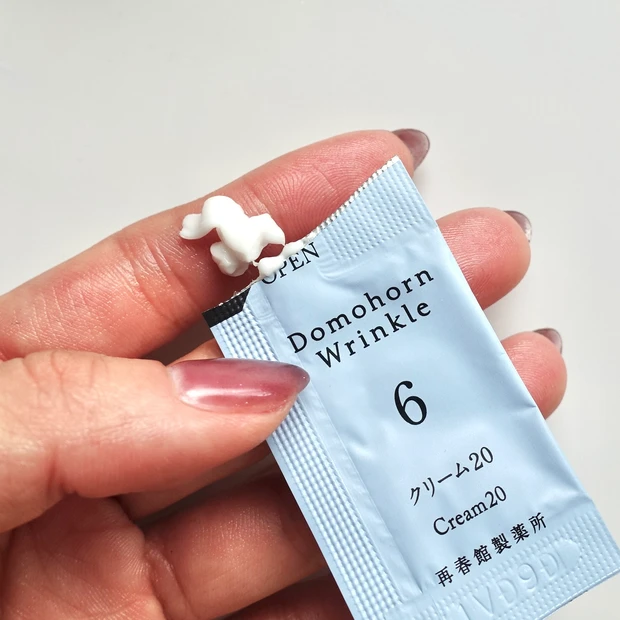 OPEN
Domohorn
Wrinkle
6
クリーム20
Cream20
再春館製薬所